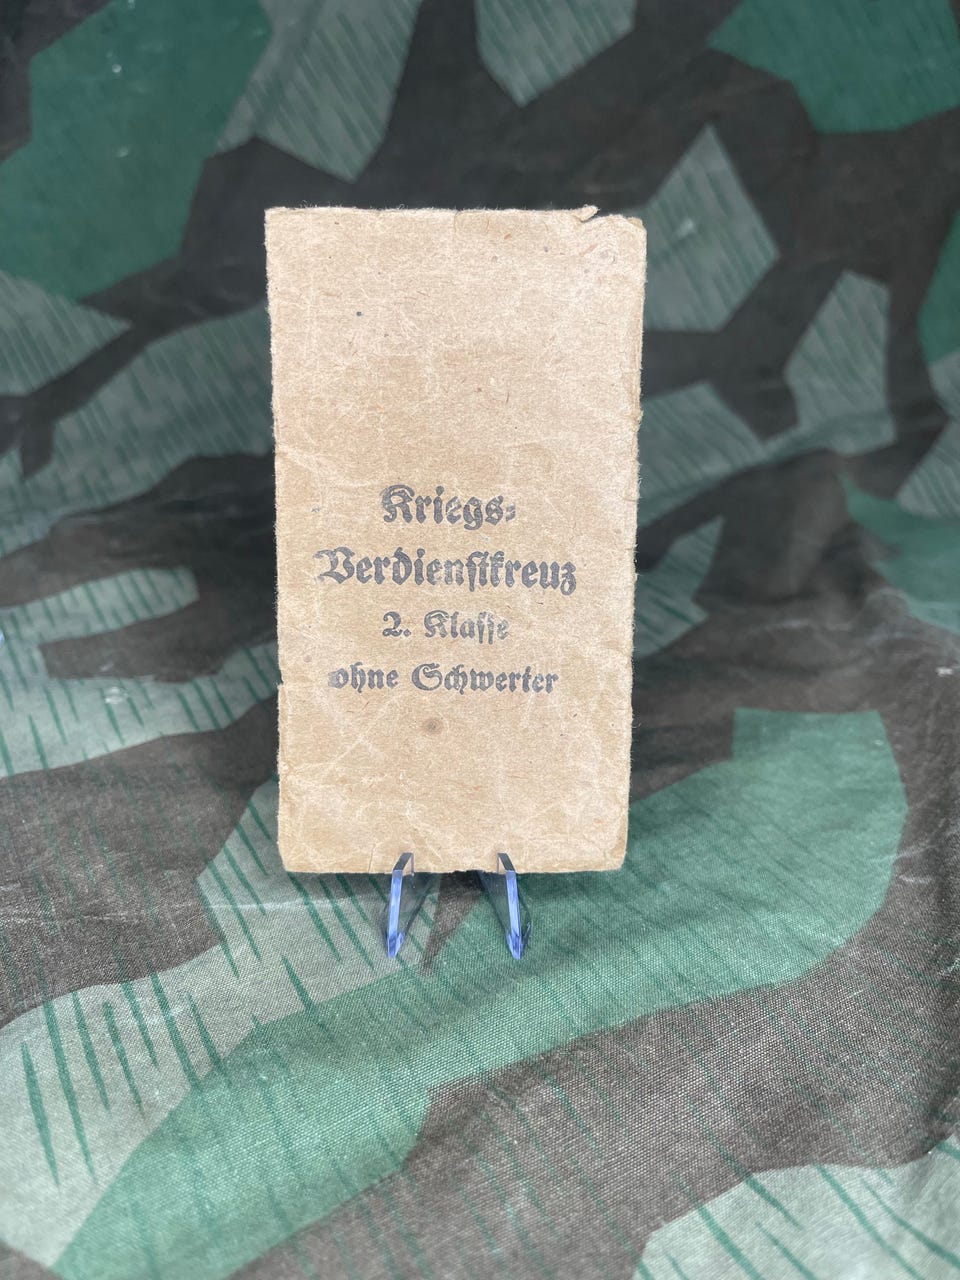 Kriegs-
Verdienstkreuz
2. Klasse
ohne Schwerter